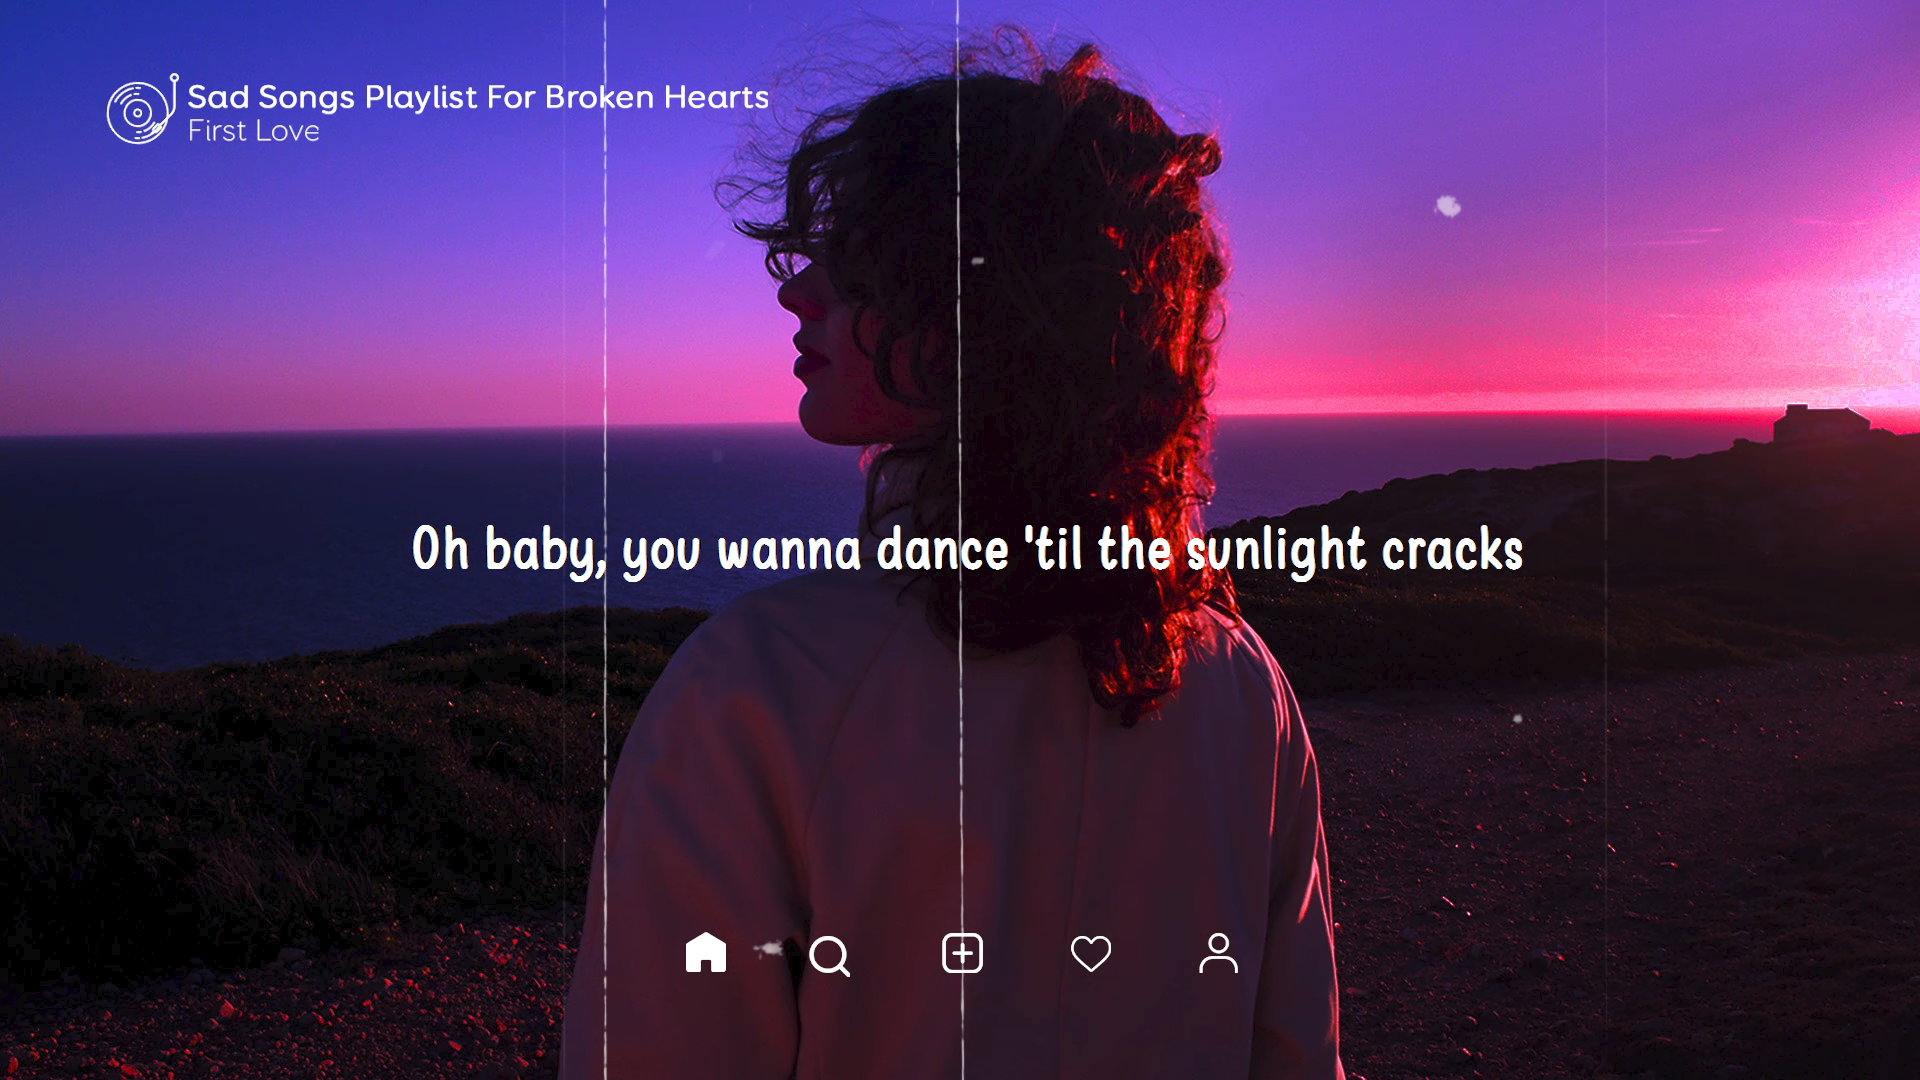 Sad Songs Playlist For Broken Hearts
First Love
Oh baby, you wanna dance 'til the sunlight cracks